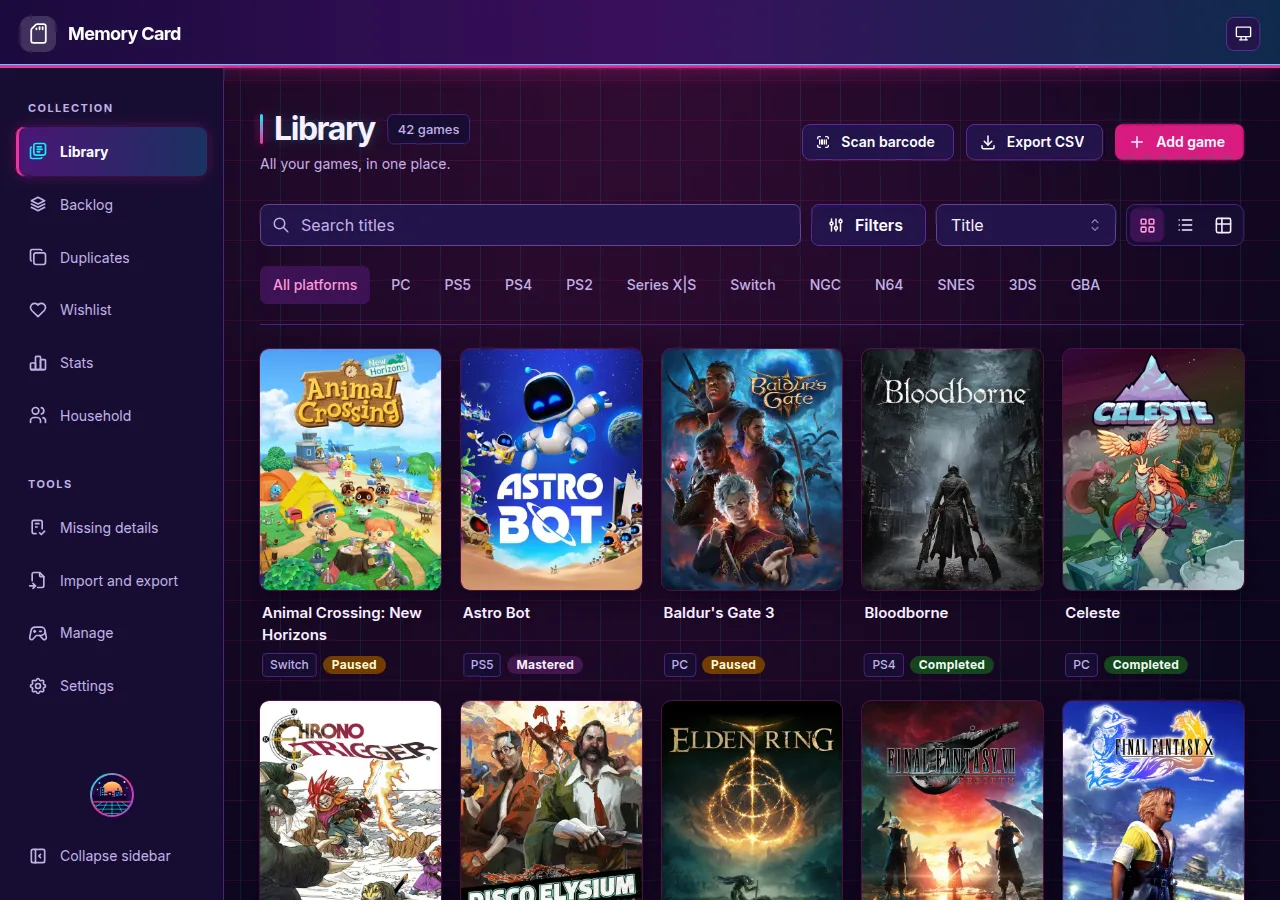 Memory Card
COLLECTION
Library
Backlog
Duplicates
Wishlist
Stats
Household
TOOLS
Missing details
Import and export
Manage
Settings
Collapse sidebar
Library
42 games
All your games, in one place.
Scan barcode
Export CSV
Add game
Search titles
Filters
Title
All platforms
PC
PS5
PS4
PS2
Series X|S
Switch
NGC
N64
SNES
3DS
GBA
New
Horizons
Animal
Crossing
ASTRO
BOT
Baldur's
Gate
Bloodborne
CELESTE
Animal Crossing: New
Horizons
Switch
Paused
Astro Bot
PS5
Mastered
Baldur's Gate 3
PC
Paused
Bloodborne
PS4
Completed
Celeste
PC
Completed
CHRONO
TRIGGER
DISCO ELYSIUM
ELDEN RING
FINAL FANTASY VII
REBIRTH
FINAL FANTASY X